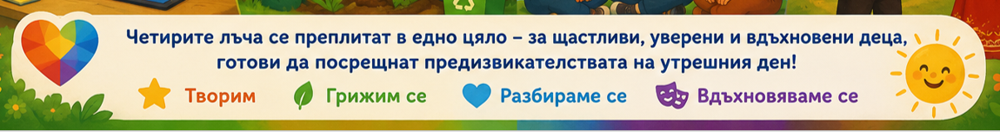 Четирите лъча се преплитат в едно цяло – за щастливи, уверени и вдъхновени деца,
готови да посрещнат предизвикателствата на утрешния ден!
Творим Грижим се Разбираме се Вдъхновяваме се